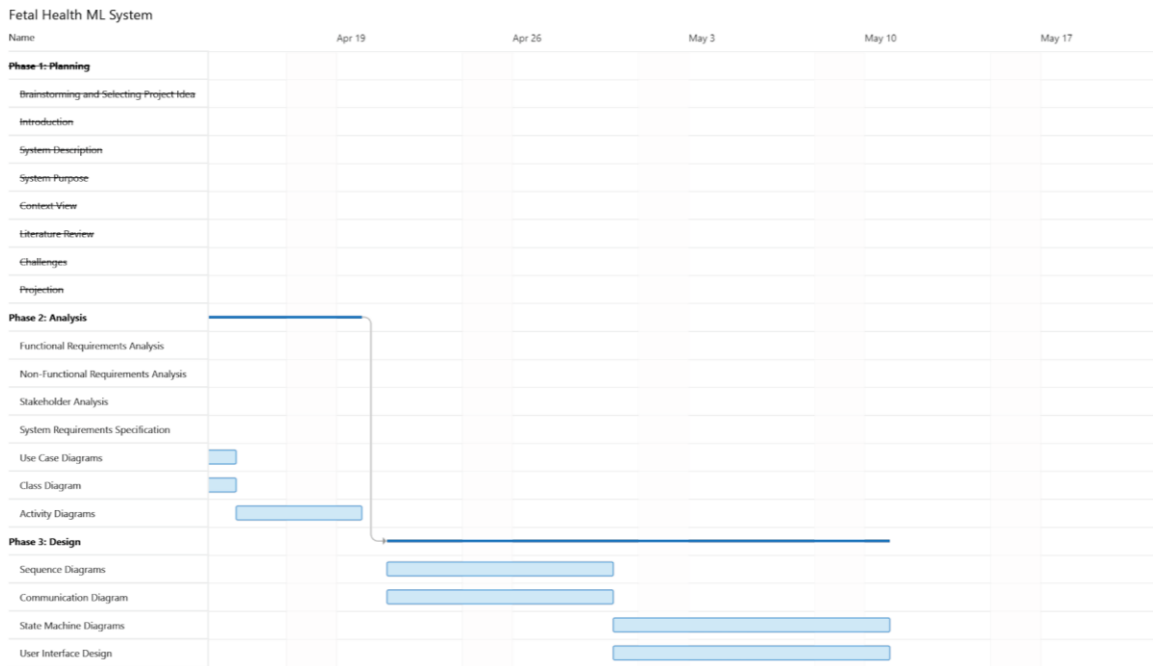 Fetal Health ML System
Name Apr 19 Apr 26 May 3 May 10 May 17
Phase 1: Planning
Brainstorming and Selecting Project Idea
Introduction
System Description
System Purpose
Context View
Literature Review
Challenges
Projection
Phase 2: Analysis
Functional Requirements Analysis
Non-Functional Requirements Analysis
Stakeholder Analysis
System Requirements Specification
Use Case Diagrams
Class Diagram
Activity Diagrams
Phase 3: Design
Sequence Diagrams
Communication Diagram
State Machine Diagrams
User Interface Design